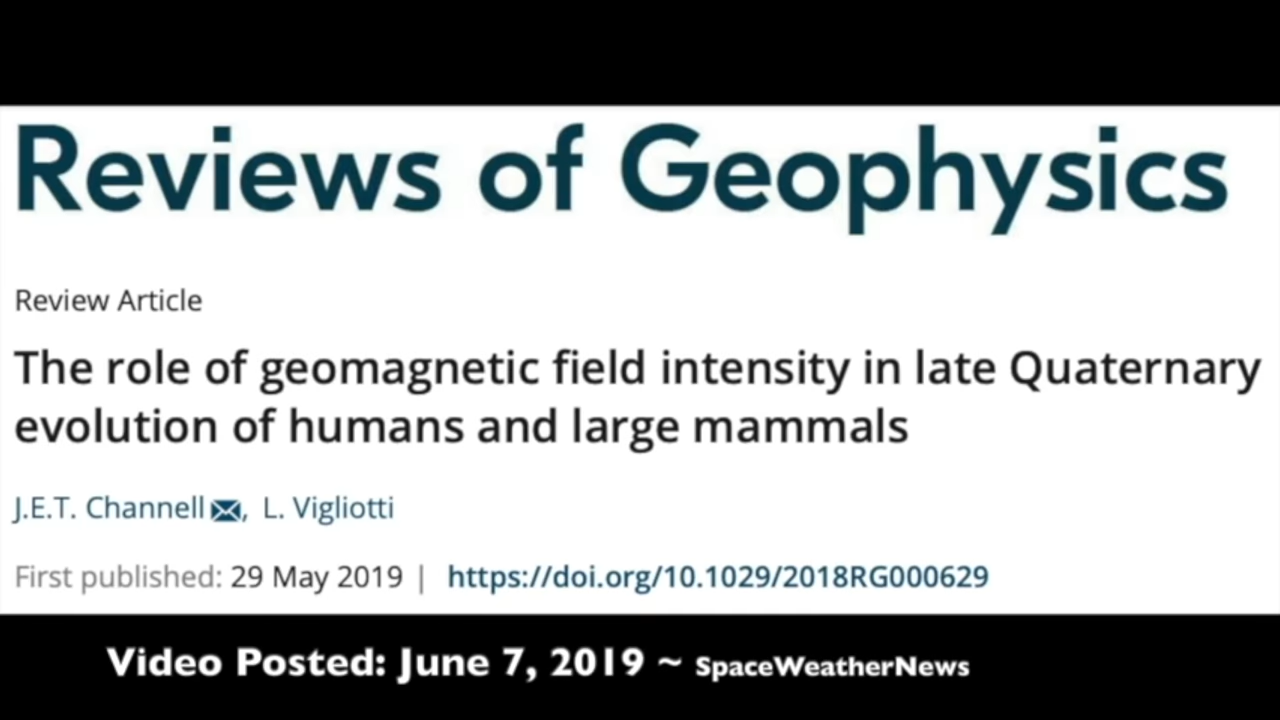 Reviews of Geophysics
Review Article
The role of geomagnetic field intensity in late Quaternary
evolution of humans and large mammals
J.E.T. Channell, L. Vigliotti
First published: 29 May 2019 | https://doi.org/10.1029/2018RG000629
Video Posted: June 7, 2019 ~ SpaceWeatherNews